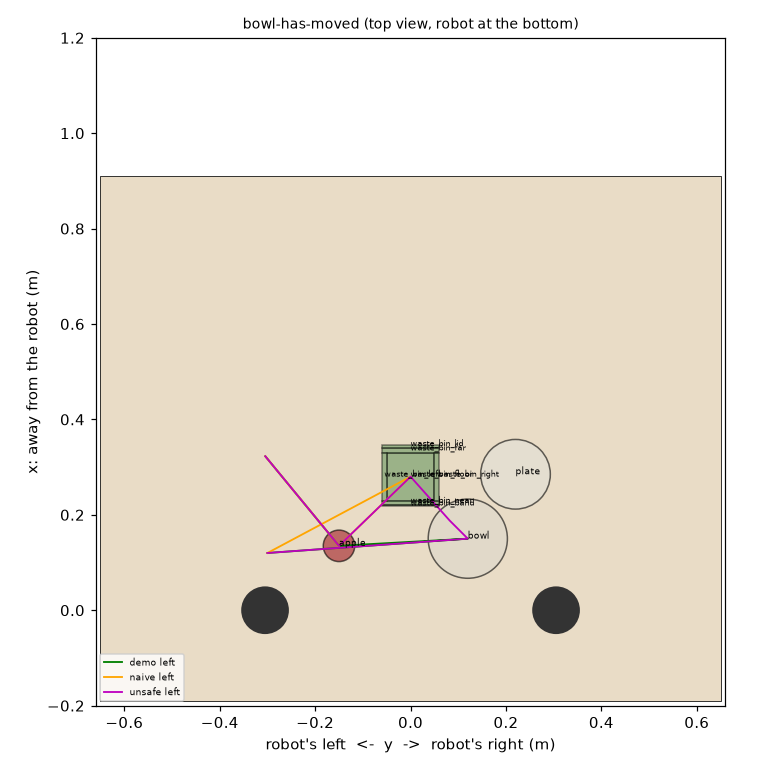 bowl-has-moved (top view, robot at the bottom)
1.2
1.0
0.8
0.6
0.4
0.2
0.0
−0.2
x: away from the robot (m)
waste_bin_lid
waste_bin_far
plate
apple
bowl
demo left
naive left
unsafe left
−0.6
−0.4
−0.2
0.0
0.2
0.4
0.6
robot's left <- y -> robot's right (m)